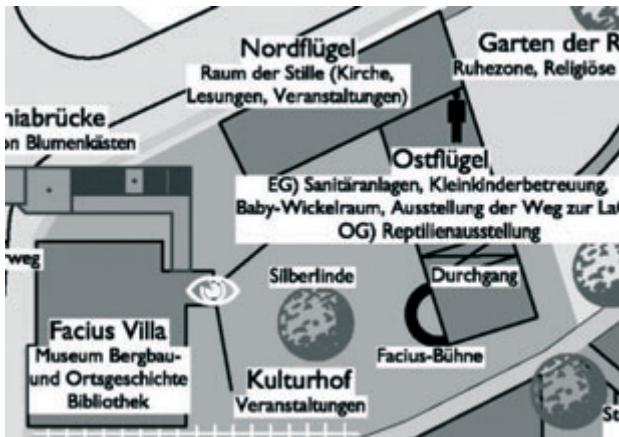 Nordflügel
Raum der Stille (Kirche,
Lesungen, Veranstaltungen)
Garten der R
Ruhezone, Religiöse
niabrücke
on Blumenkästen
Ostflügel
EG) Sanitäranlagen, Kleinkinderbetreuung,
Baby-Wickelraum, Ausstellung der Weg zur LaG
OG) Reptilienausstellung
rweg
Silberlinde
Durchgang
Facius Villa
Museum Bergbau-
und Ortsgeschichte
Bibliothek
Facius-Bühne
Kulturhof
Veranstaltungen
St